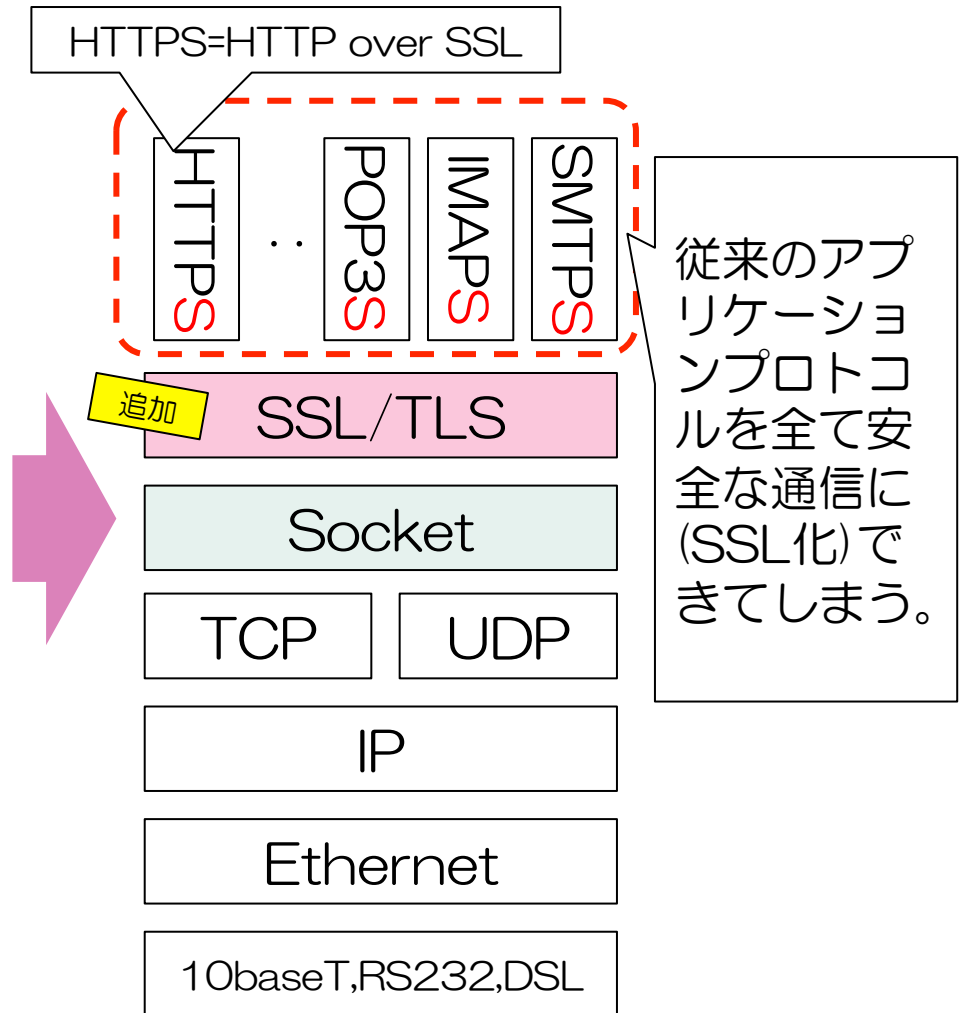 HTTPS=HTTP over SSL
HTTPS
..
POP3S
IMAPS
SMTPS
従来のアプ
リケーショ
ンプロトコ
ルを全て安
全な通信に
(SSL化)で
きてしまう。
追加
SSL/TLS
Socket
TCP
UDP
IP
Ethernet
10baseT,RS232,DSL